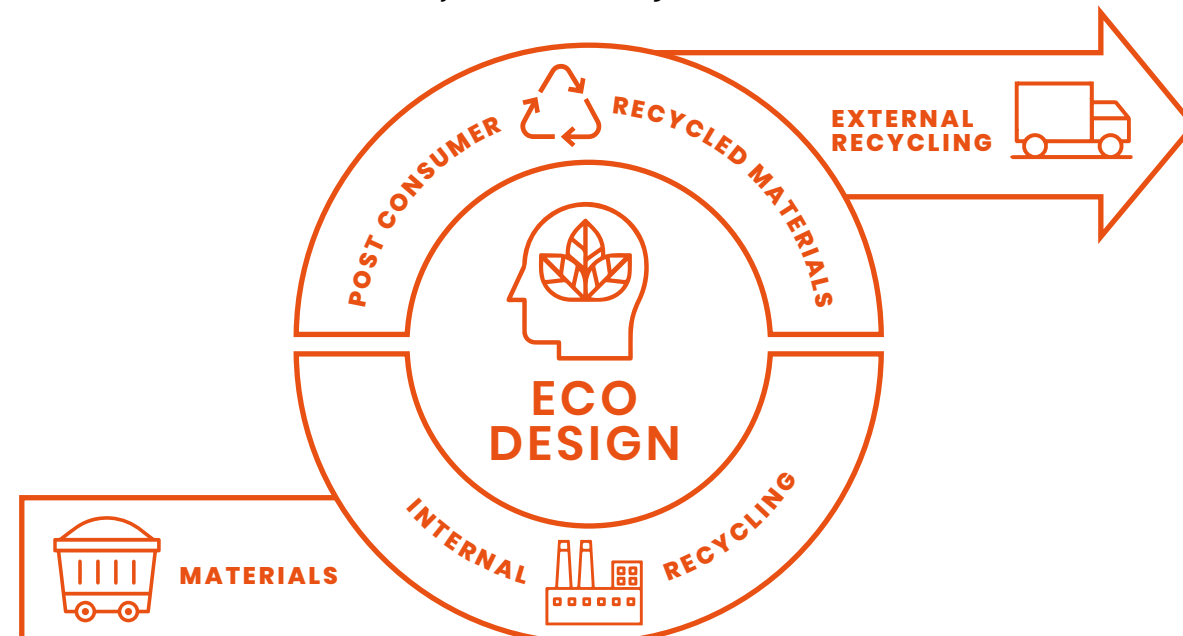 POST CONSUMER RECYCLED MATERIALS
EXTERNAL
RECYCLING
ECO
DESIGN
INTERNAL RECYCLING
MATERIALS